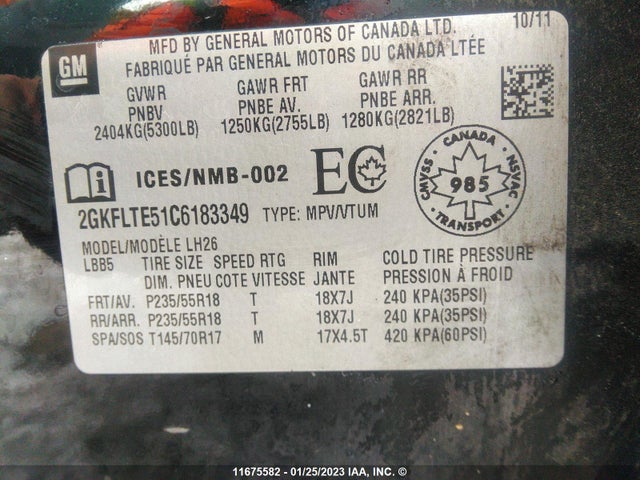 10/11
GM
MFD BY GENERAL MOTORS OF CANADA LTD.
FABRIQUÉ PAR GENERAL MOTORS DU CANADA LTÉE
GVWR GAWR FRT GAWR RR
PNBV PNBE AV. PNBE ARR.
2404KG(5300LB) 1250KG(2755LB) 1280KG(2821LB)
ICES/NMB-002 EC
CANADA
CMVSS 985 NSVAC
TRANSPORT
2GKFLTE51C6183349 TYPE: MPV/VTUM
MODEL/MODÈLE LH26
LBB5 TIRE SIZE SPEED RTG RIM COLD TIRE PRESSURE
DIM. PNEU COTE VITESSE JANTE PRESSION À FROID
FRT/AV. P235/55R18 T 18X7J 240 KPA(35PSI)
RR/ARR. P235/55R18 T 18X7J 240 KPA(35PSI)
SPA/SOS T145/70R17 M 17X4.5T 420 KPA(60PSI)
11675582 - 01/25/2023 IAA, Inc.®